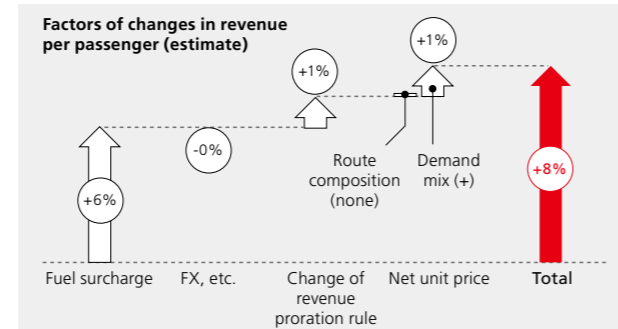 Factors of changes in revenue
per passenger (estimate)
+1%
+1%
-0%
Route
composition
(none)
Demand
mix (+)
+8%
+6%
Fuel surcharge
FX, etc.
Change of
revenue
proration rule
Net unit price
Total